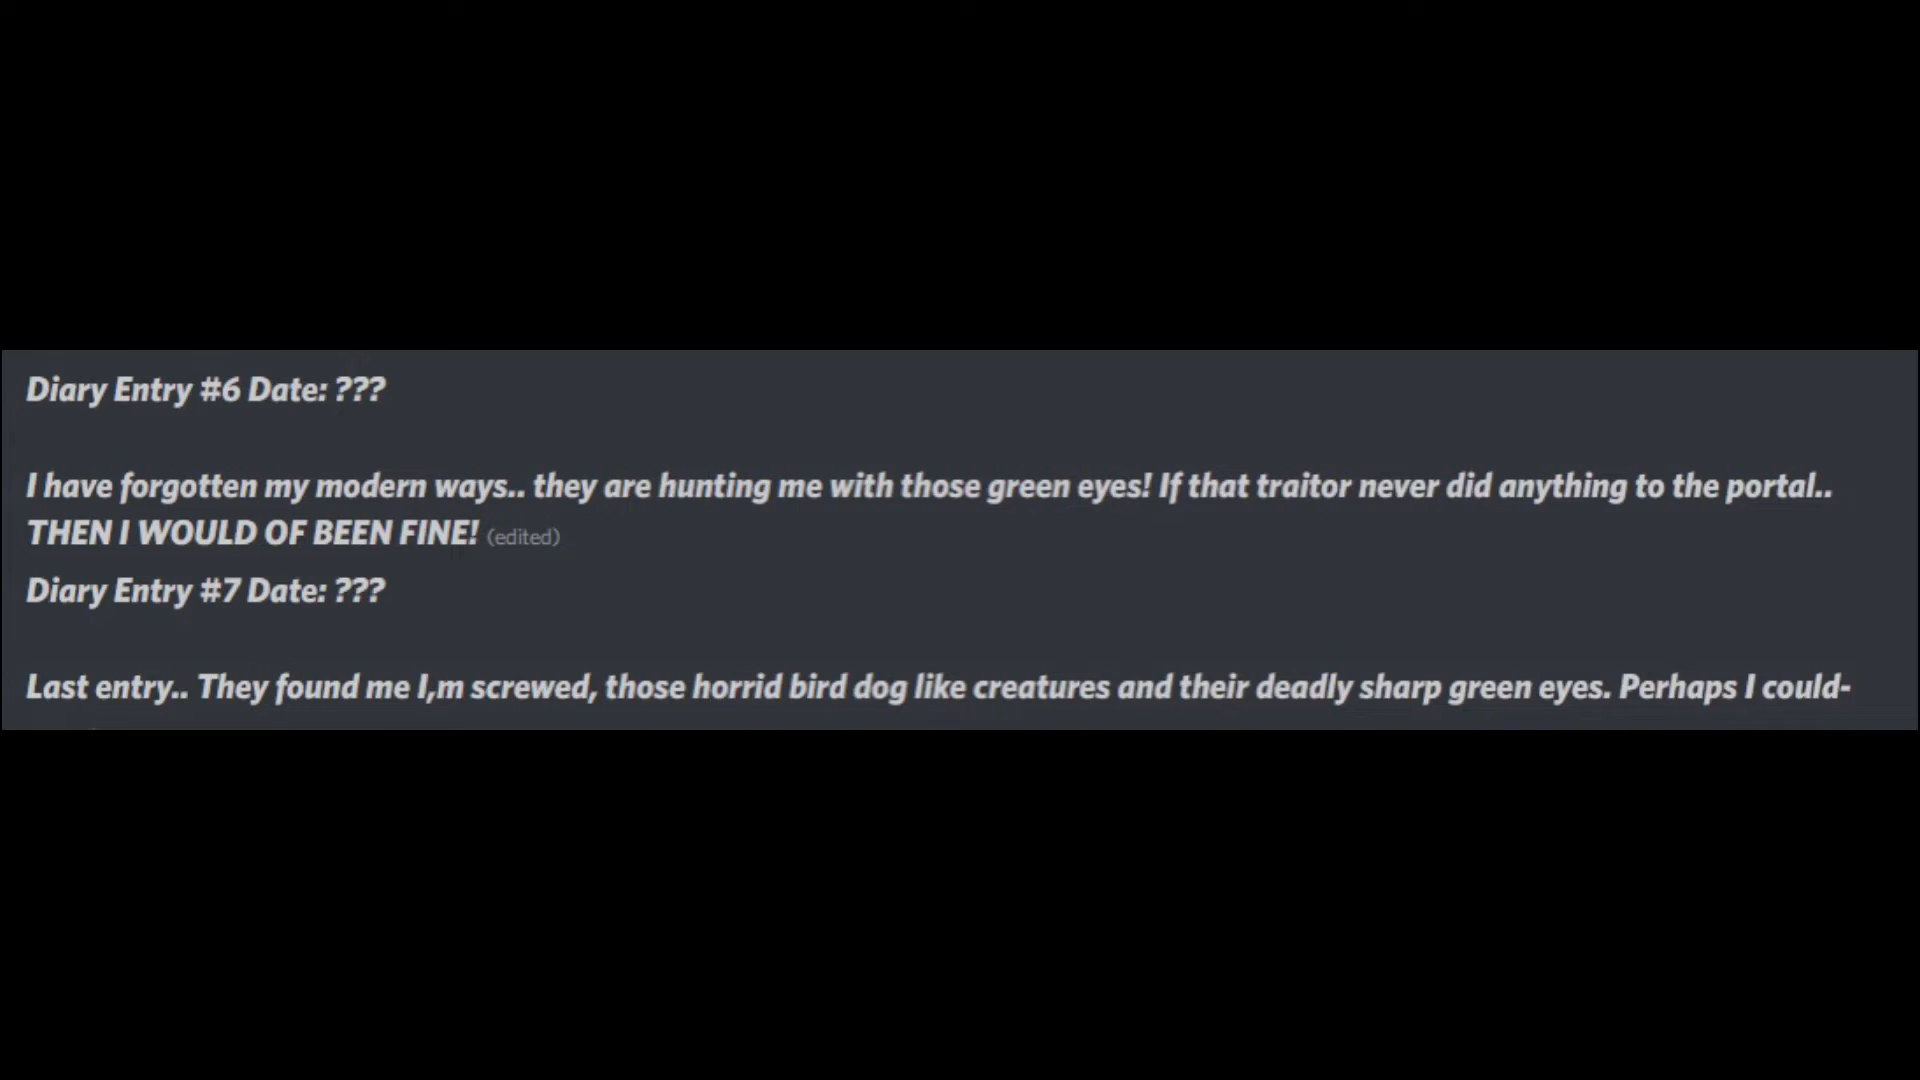 Diary Entry #6 Date: ???
I have forgotten my modern ways.. they are hunting me with those green eyes! If that traitor never did anything to the portal..
THEN I WOULD OF BEEN FINE! (edited)
Diary Entry #7 Date: ???
Last entry.. They found me I,m screwed, those horrid bird dog like creatures and their deadly sharp green eyes. Perhaps I could-